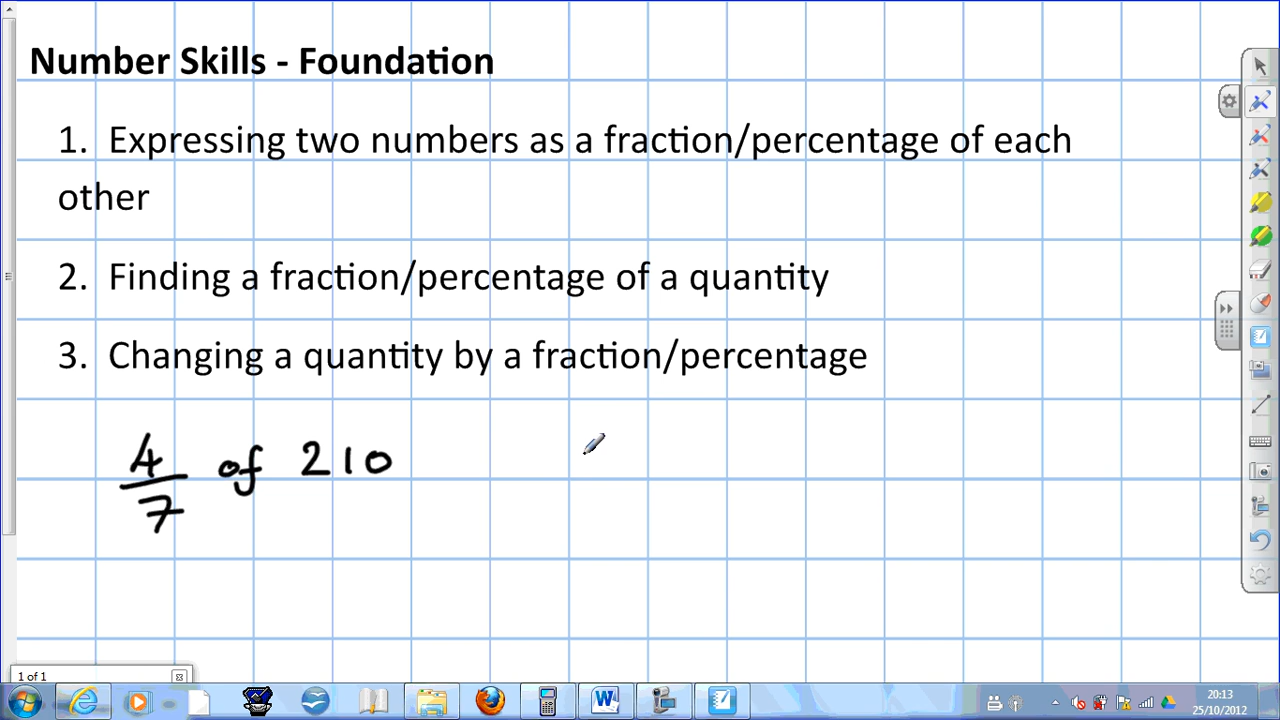 Number Skills - Foundation
1. Expressing two numbers as a fraction/percentage of each
other
2. Finding a fraction/percentage of a quantity
3. Changing a quantity by a fraction/percentage
4/7 of 210
1 of 1
20:13
25/10/2012